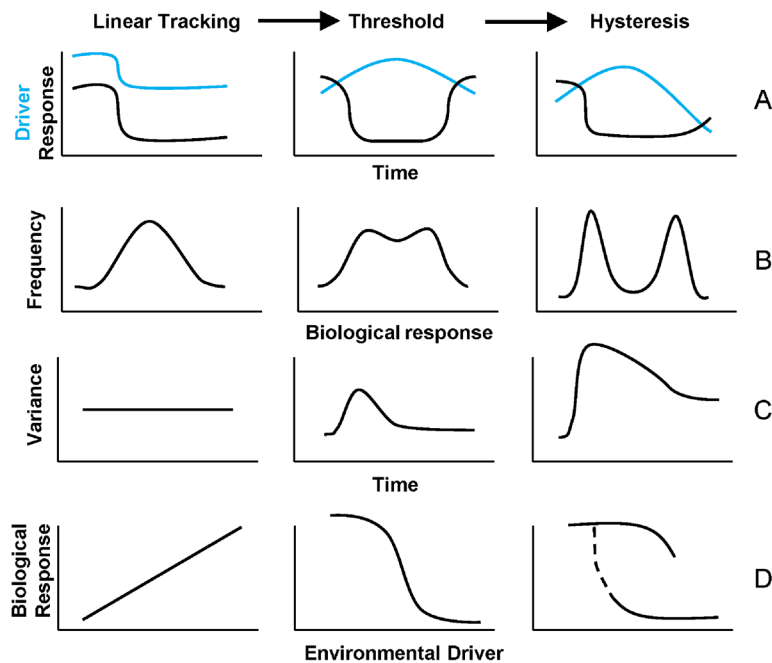 Linear Tracking
Threshold
Hysteresis
Driver
Response
A
Time
Frequency
B
Biological response
Variance
C
Time
Biological
Response
D
Environmental Driver